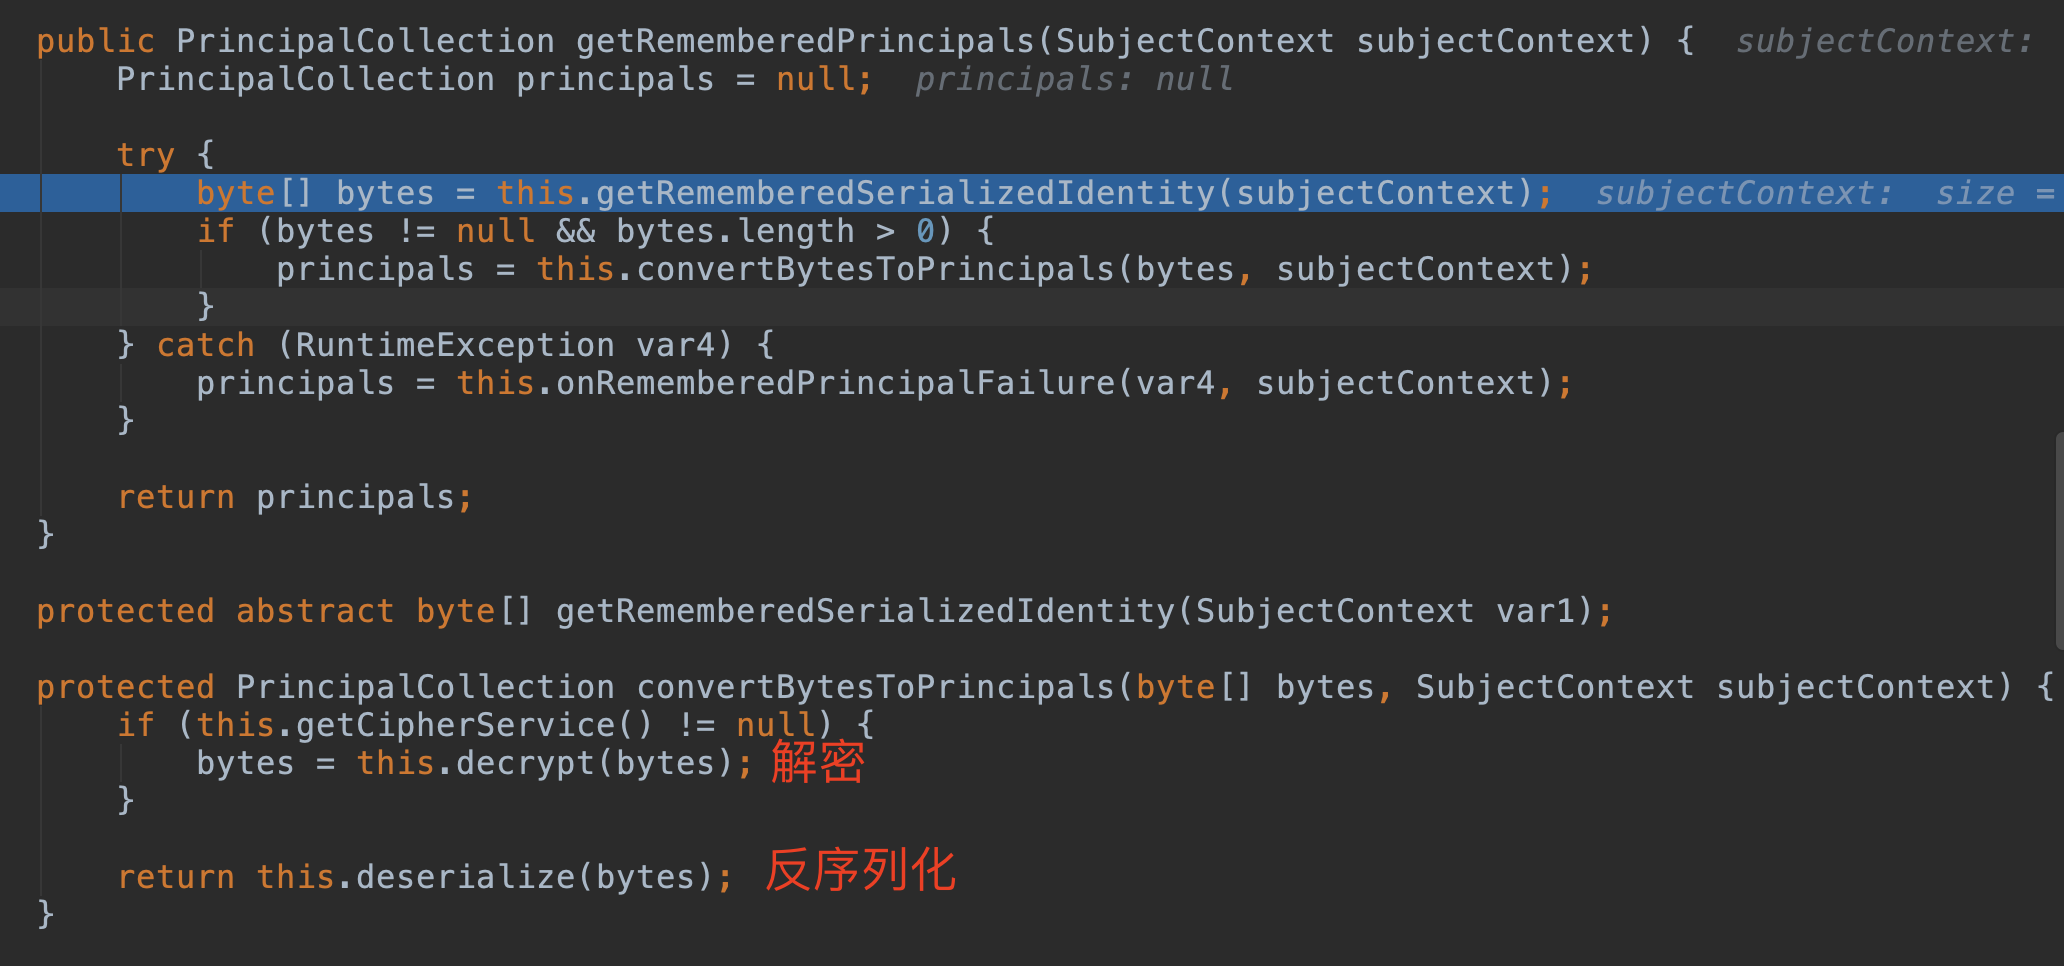 public PrincipalCollection getRememberedPrincipals(SubjectContext subjectContext) {  subjectContext:
    PrincipalCollection principals = null;  principals: null
    try {
        byte[] bytes = this.getRememberedSerializedIdentity(subjectContext);  subjectContext:  size =
        if (bytes != null && bytes.length > 0) {
            principals = this.convertBytesToPrincipals(bytes, subjectContext);
        }
    } catch (RuntimeException var4) {
        principals = this.onRememberedPrincipalFailure(var4, subjectContext);
    }
    return principals;
}
protected abstract byte[] getRememberedSerializedIdentity(SubjectContext var1);
protected PrincipalCollection convertBytesToPrincipals(byte[] bytes, SubjectContext subjectContext) {
    if (this.getCipherService() != null) {
        bytes = this.decrypt(bytes); 解密
    }
    return this.deserialize(bytes); 反序列化
}